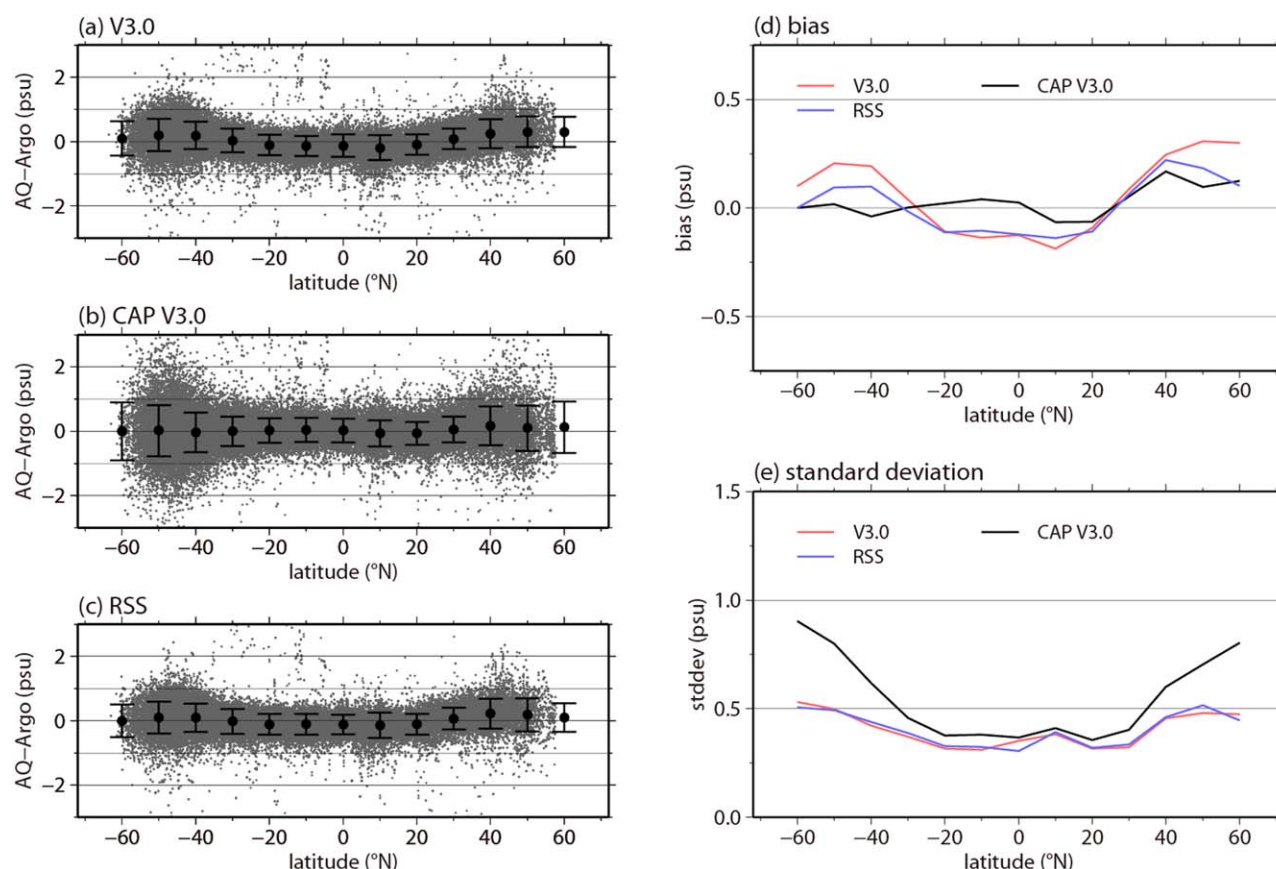 (a) V3.0
AQ−Argo (psu)
2
0
−2
−60 −40 −20 0 20 40 60
latitude (°N)
(b) CAP V3.0
AQ−Argo (psu)
2
0
−2
−60 −40 −20 0 20 40 60
latitude (°N)
(c) RSS
AQ−Argo (psu)
2
0
−2
−60 −40 −20 0 20 40 60
latitude (°N)
(d) bias
V3.0 CAP V3.0
RSS
bias (psu)
0.5
0.0
−0.5
−60 −40 −20 0 20 40 60
latitude (°N)
(e) standard deviation
V3.0 CAP V3.0
RSS
stddev (psu)
1.5
1.0
0.5
0.0
−60 −40 −20 0 20 40 60
latitude (°N)